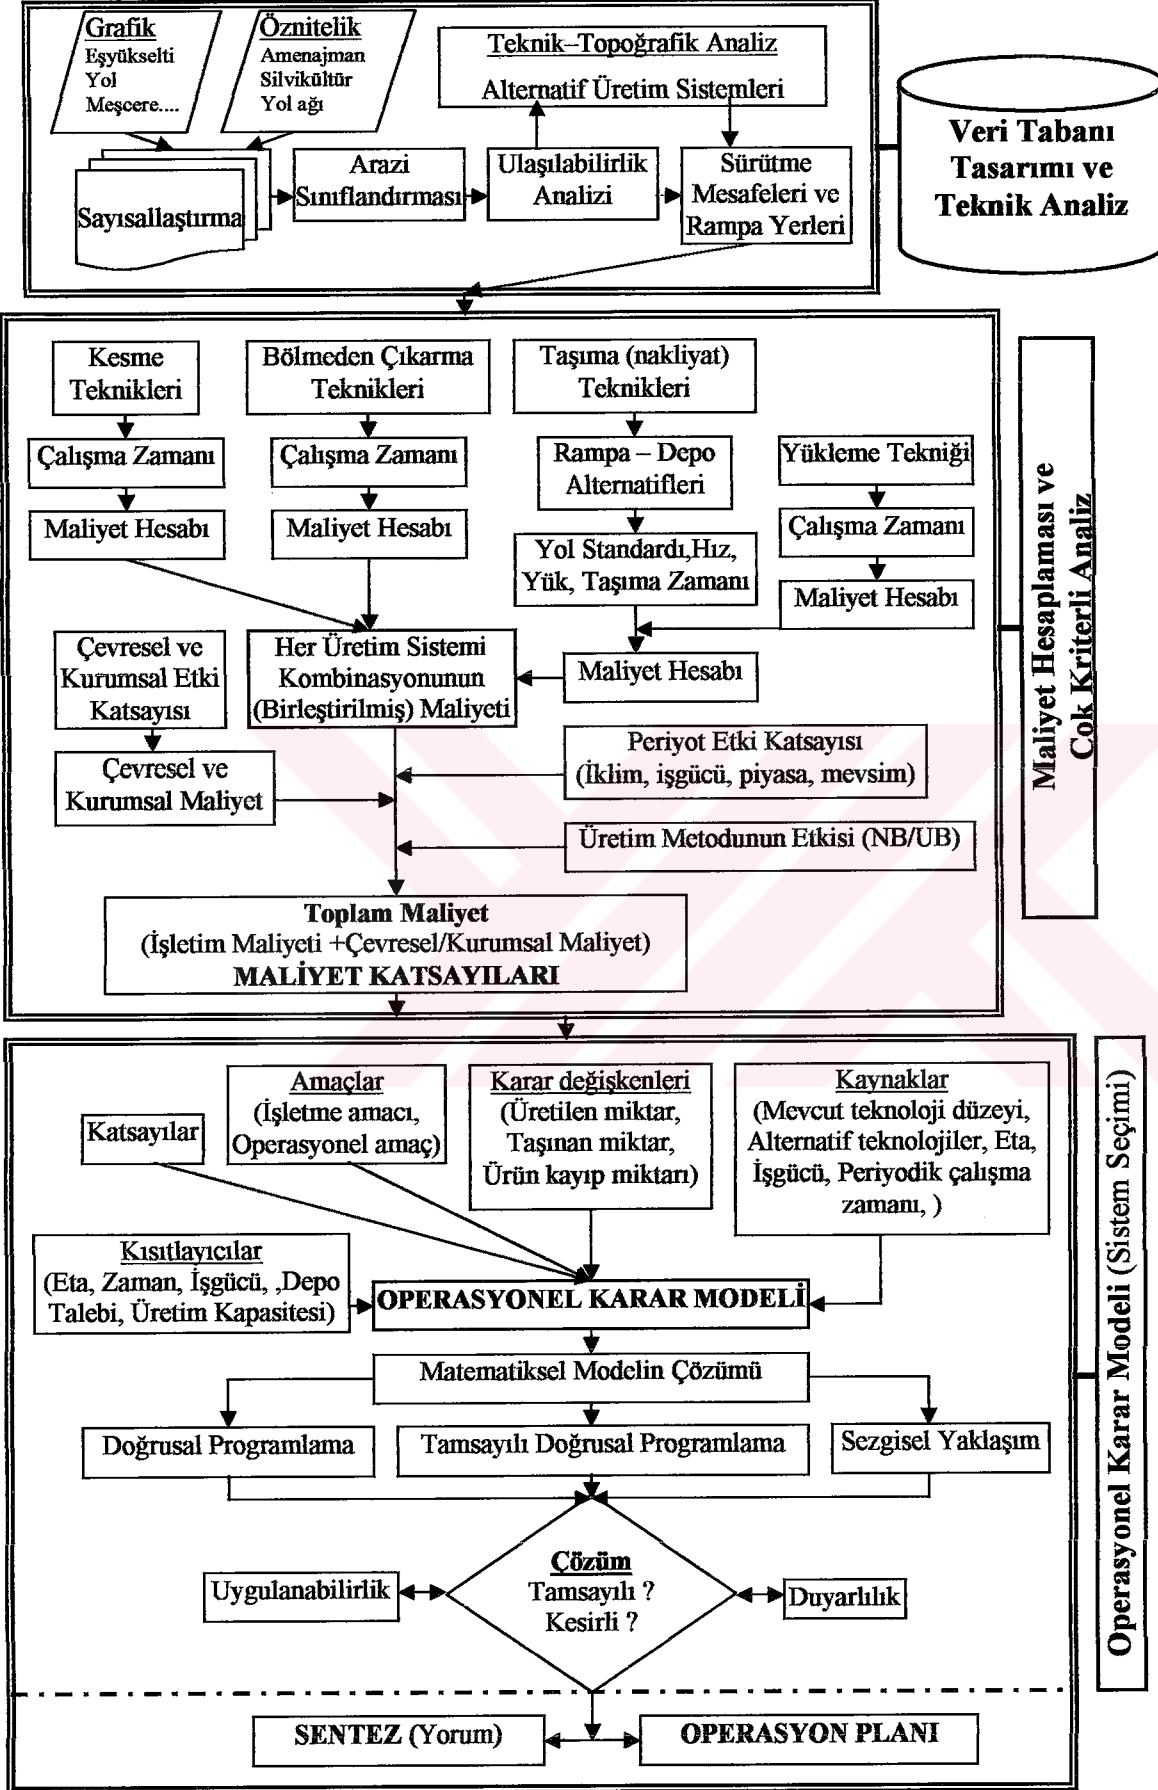 Grafik
Eşyükselti
Yol
Meşcere....
Öznitelik
Amenajman
Silvikültür
Yol ağı
Teknik–Topoğrafik Analiz
Alternatif Üretim Sistemleri
Sayısallaştırma
Arazi
Sınıflandırması
Ulaşılabilirlik
Analizi
Sürütme
Mesafeleri ve
Rampa Yerleri
Veri Tabanı
Tasarımı ve
Teknik Analiz
Kesme
Teknikleri
Bölmeden Çıkarma
Teknikleri
Taşıma (nakliyat)
Teknikleri
Çalışma Zamanı
Çalışma Zamanı
Rampa – Depo
Alternatifleri
Yükleme Tekniği
Maliyet Hesabı
Maliyet Hesabı
Yol Standardı,Hız,
Yük, Taşıma Zamanı
Çalışma Zamanı
Maliyet Hesabı
Çevresel ve
Kurumsal Etki
Katsayısı
Her Üretim Sistemi
Kombinasyonunun
(Birleştirilmiş) Maliyeti
Maliyet Hesabı
Çevresel ve
Kurumsal Maliyet
Periyot Etki Katsayısı
(İklim, işgücü, piyasa, mevsim)
Üretim Metodunun Etkisi (NB/UB)
Toplam Maliyet
(İşletim Maliyeti +Çevresel/Kurumsal Maliyet)
MALİYET KATSAYILARI
Maliyet Hesaplaması ve
Cok Kriterli Analiz
Katsayılar
Amaçlar
(İşletme amacı,
Operasyonel amaç)
Karar değişkenleri
(Üretilen miktar,
Taşınan miktar,
Ürün kayıp miktarı)
Kaynaklar
(Mevcut teknoloji düzeyi,
Alternatif teknolojiler, Eta,
İşgücü, Periyodik çalışma
zamanı, )
Kısıtlayıcılar
(Eta, Zaman, İşgücü, ,Depo
Talebi, Üretim Kapasitesi)
OPERASYONEL KARAR MODELİ
Matematiksel Modelin Çözümü
Doğrusal Programlama
Tamsayılı Doğrusal Programlama
Sezgisel Yaklaşım
Uygulanabilirlik
Çözüm
Tamsayılı ?
Kesirli ?
Duyarlılık
SENTEZ (Yorum)
OPERASYON PLANI
Operasyonel Karar Modeli (Sistem Seçimi)